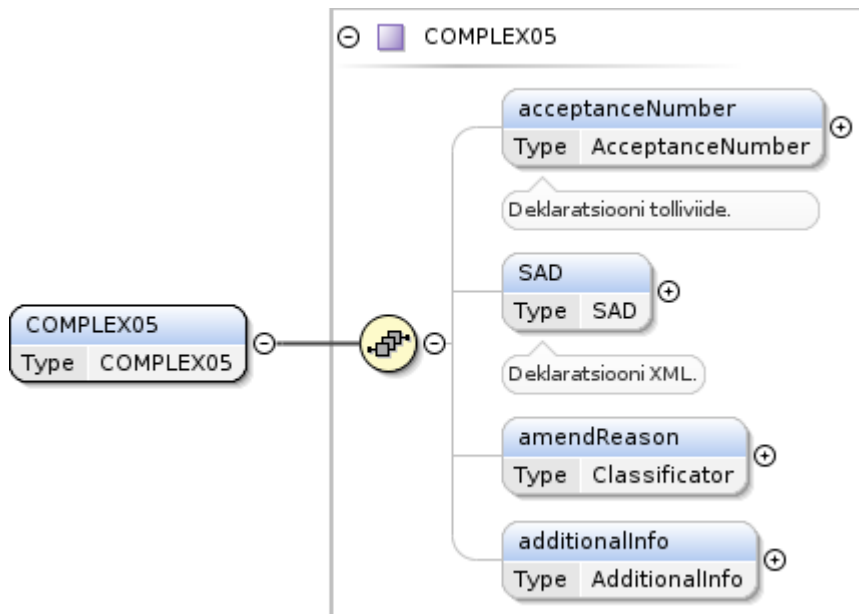 COMPLEX05
acceptanceNumber
Type AcceptanceNumber
Deklaratsiooni tolliviide.
SAD
Type SAD
Deklaratsiooni XML.
COMPLEX05
Type COMPLEX05
amendReason
Type Classificator
additionalInfo
Type AdditionalInfo